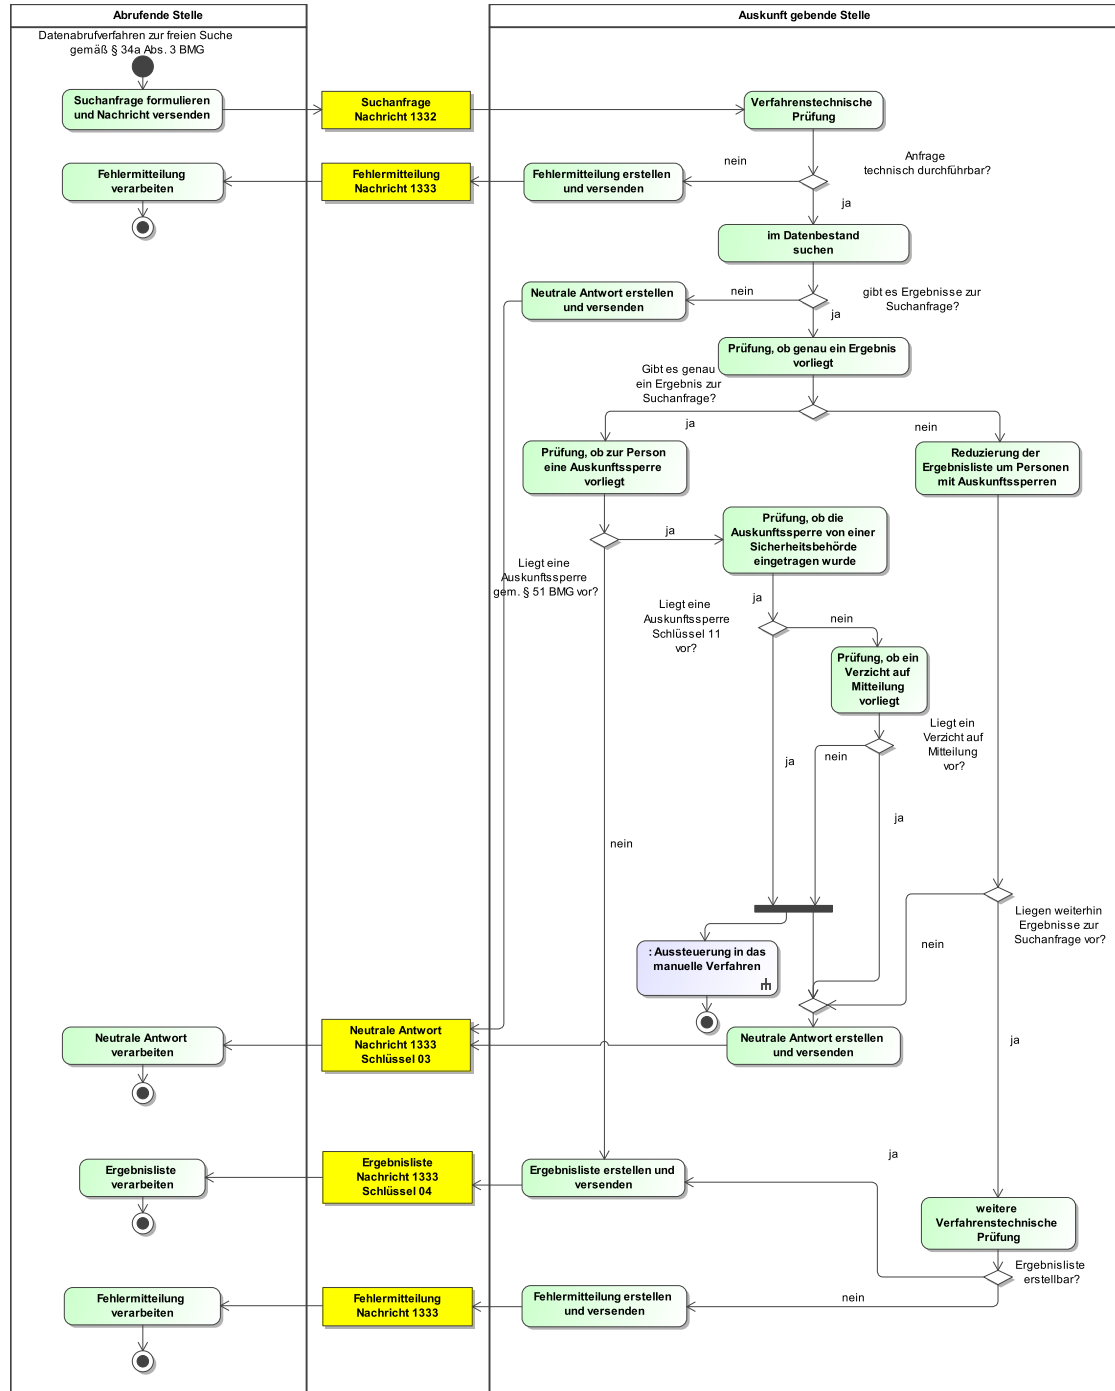 Abrufende Stelle
Auskunft gebende Stelle
Datenabrufverfahren zur freien Suche
gemäß § 34a Abs. 3 BMG
Suchanfrage formulieren
und Nachricht versenden
Suchanfrage
Nachricht 1332
Verfahrenstechnische
Prüfung
Anfrage
technisch durchführbar?
nein
ja
Fehlermitteilung
verarbeiten
Fehlermitteilung
Nachricht 1333
Fehlermitteilung erstellen
und versenden
im Datenbestand
suchen
gibt es Ergebnisse zur
Suchanfrage?
nein
ja
Neutrale Antwort erstellen
und versenden
Prüfung, ob genau ein Ergebnis
vorliegt
Gibt es genau
ein Ergebnis zur
Suchanfrage?
ja
nein
Prüfung, ob zur Person
eine Auskunftssperre
vorliegt
Reduzierung der
Ergebnisliste um Personen
mit Auskunftssperren
Liegt eine
Auskunftssperre
gem. § 51 BMG vor?
ja
Prüfung, ob die
Auskunftssperre von einer
Sicherheitsbehörde
eingetragen wurde
ja
Liegt eine
Auskunftssperre
Schlüssel 11
vor?
nein
Prüfung, ob ein
Verzicht auf
Mitteilung
vorliegt
Liegt ein
Verzicht auf
Mitteilung
vor?
nein
ja
ja
nein
Liegen weiterhin
Ergebnisse zur
Suchanfrage vor?
nein
ja
: Aussteuerung in das
manuelle Verfahren
Neutrale Antwort
verarbeiten
Neutrale Antwort
Nachricht 1333
Schlüssel 03
Neutrale Antwort erstellen
und versenden
Ergebnisliste
verarbeiten
Ergebnisliste
Nachricht 1333
Schlüssel 04
Ergebnisliste erstellen und
versenden
ja
weitere
Verfahrenstechnische
Prüfung
Ergebnisliste
erstellbar?
nein
Fehlermitteilung
verarbeiten
Fehlermitteilung
Nachricht 1333
Fehlermitteilung erstellen
und versenden